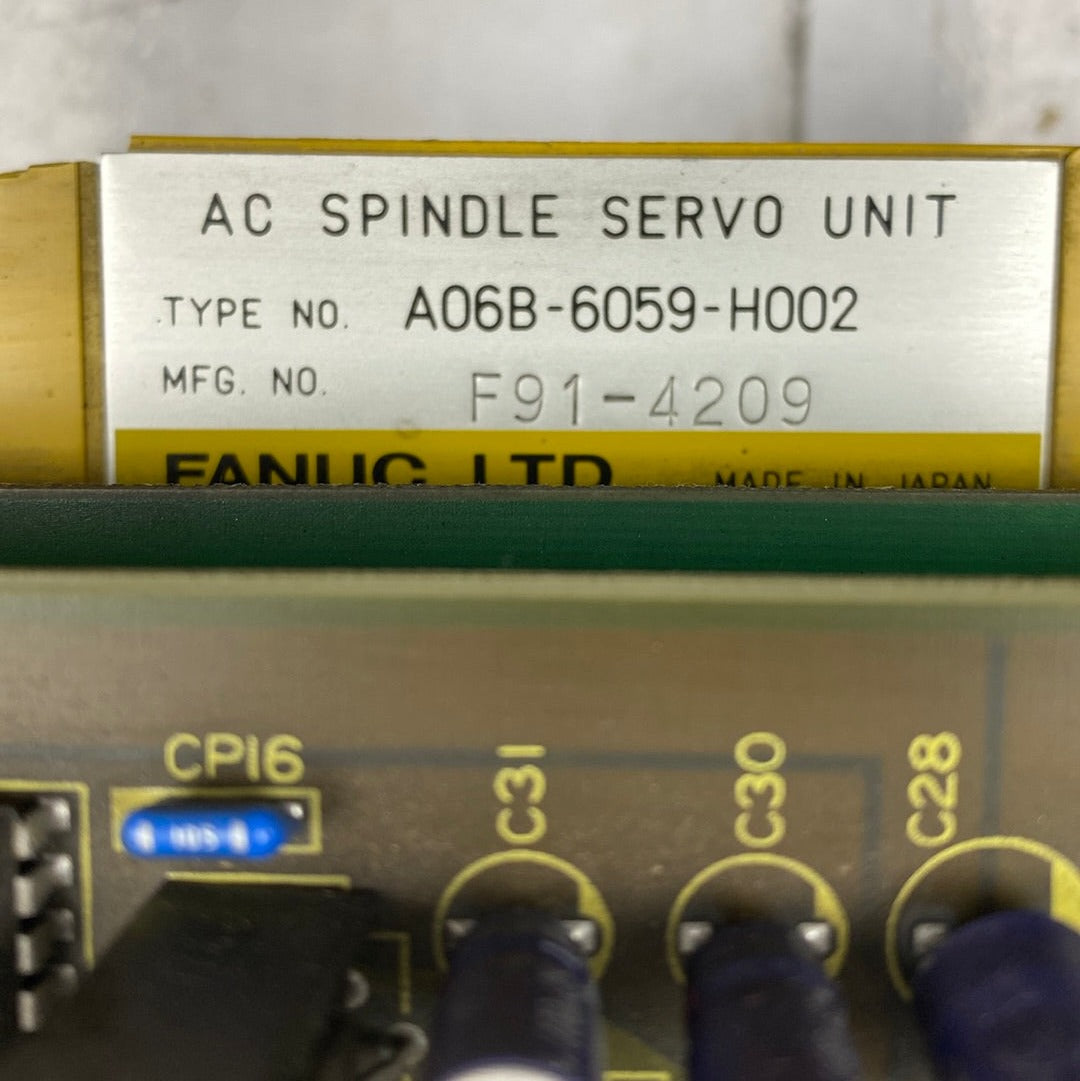 AC SPINDLE SERVO UNIT
TYPE NO. A06B-6059-H002
MFG. NO. F91-4209
FANUC LTD MADE IN JAPAN
CP16
C31
C30
C28
105